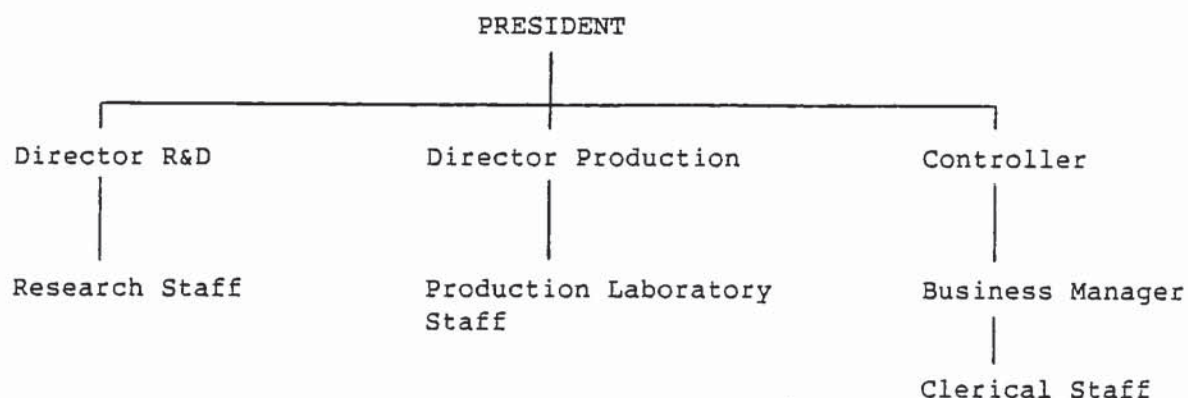 PRESIDENT
Director R&D
Director Production
Controller
Research Staff
Production Laboratory
Staff
Business Manager
Clerical Staff